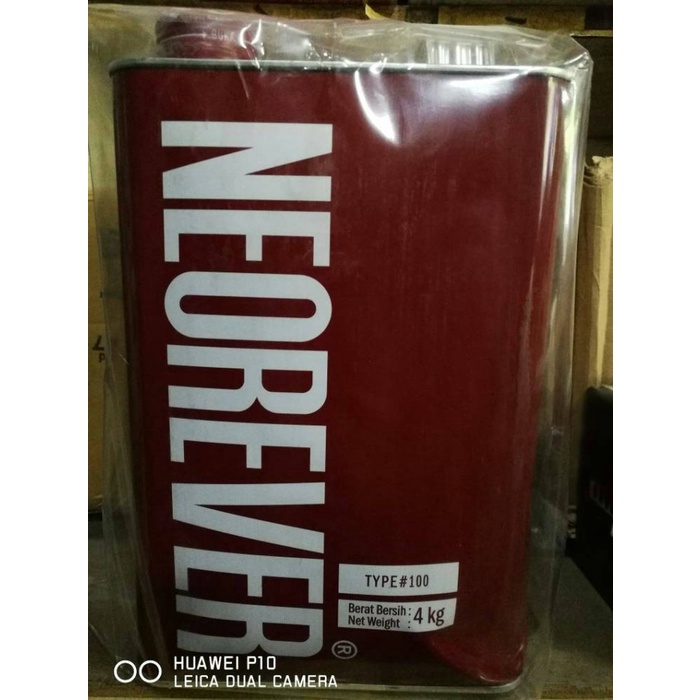 NEOREVER
®
TYPE#100
Berat Bersih : 4 kg
Net Weight :
HUAWEI P10
LEICA DUAL CAMERA